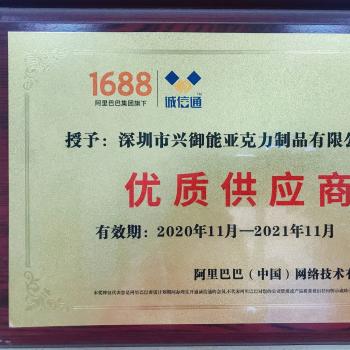 1688
阿里巴巴集团旗下
诚信通
授予：深圳市兴御能亚克力制品有限公
优质供应商
有效期：2020年11月—2021年11月
阿里巴巴（中国）网络技术有